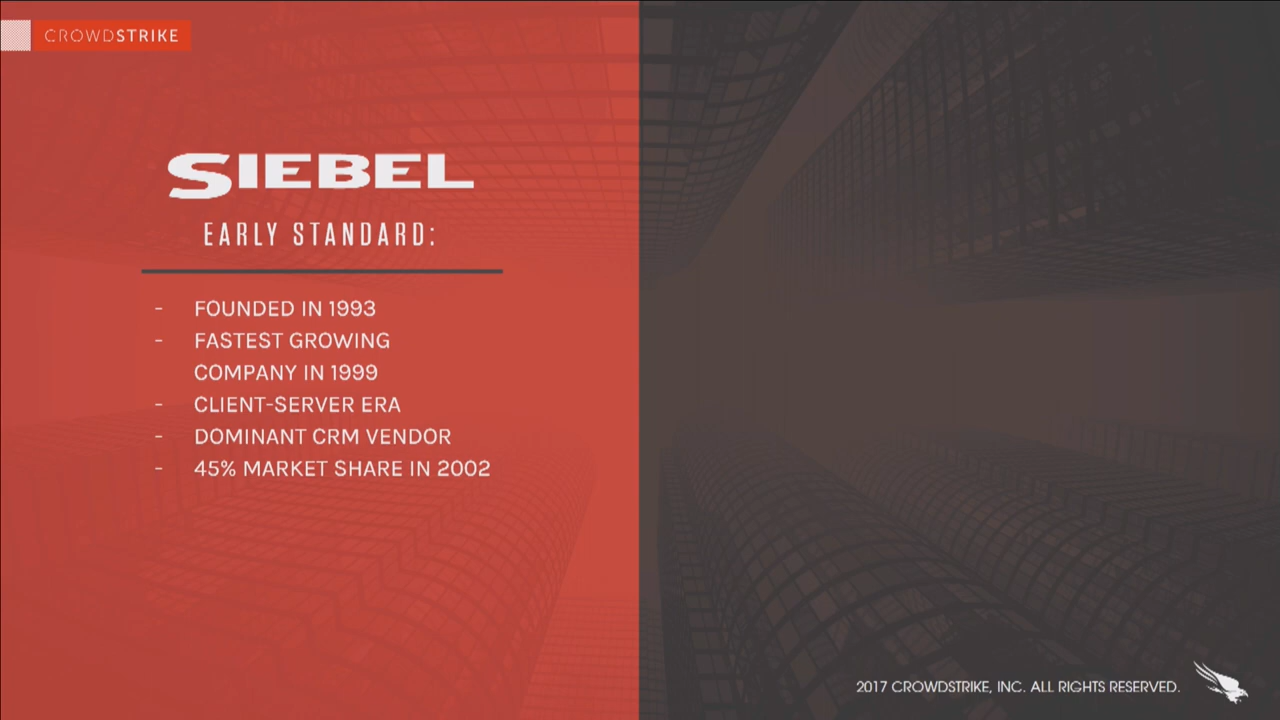 CROWDSTRIKE
SIEBEL
EARLY STANDARD:
- FOUNDED IN 1993
- FASTEST GROWING
COMPANY IN 1999
- CLIENT-SERVER ERA
- DOMINANT CRM VENDOR
- 45% MARKET SHARE IN 2002
2017 CROWDSTRIKE, INC. ALL RIGHTS RESERVED.